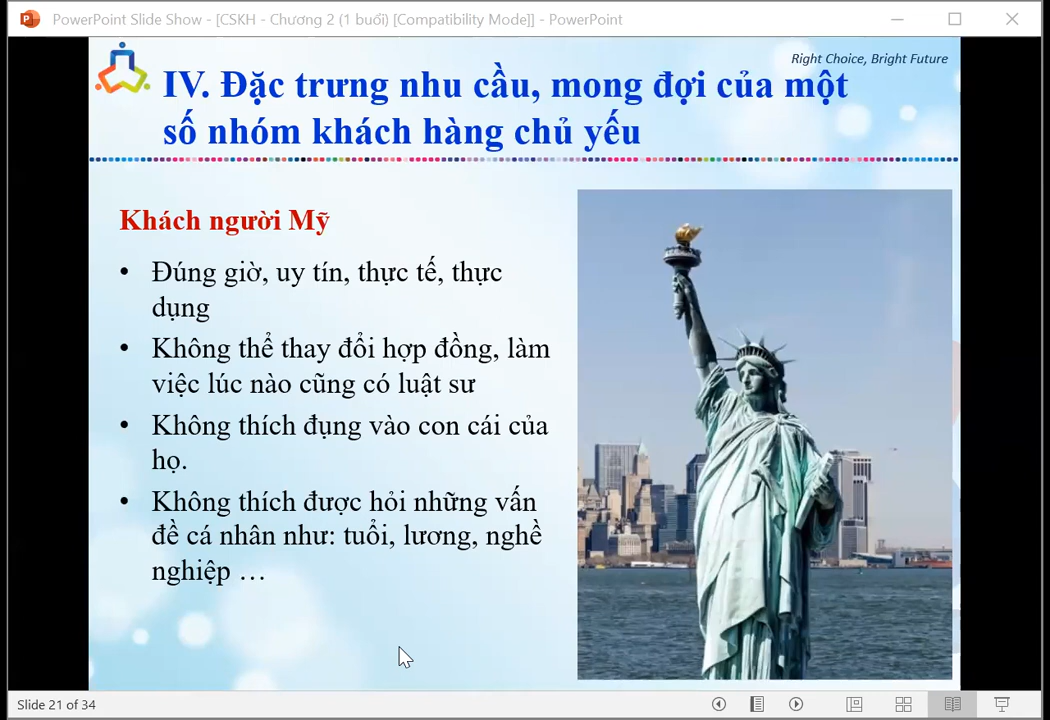 PowerPoint Slide Show - [CSKH - Chương 2 (1 buổi) [Compatibility Mode]] - PowerPoint
Right Choice, Bright Future
IV. Đặc trưng nhu cầu, mong đợi của một
số nhóm khách hàng chủ yếu
Khách người Mỹ
• Đúng giờ, uy tín, thực tế, thực
dụng
• Không thể thay đổi hợp đồng, làm
việc lúc nào cũng có luật sư
• Không thích đụng vào con cái của
họ.
• Không thích được hỏi những vấn
đề cá nhân như: tuổi, lương, nghề
nghiệp …
Slide 21 of 34